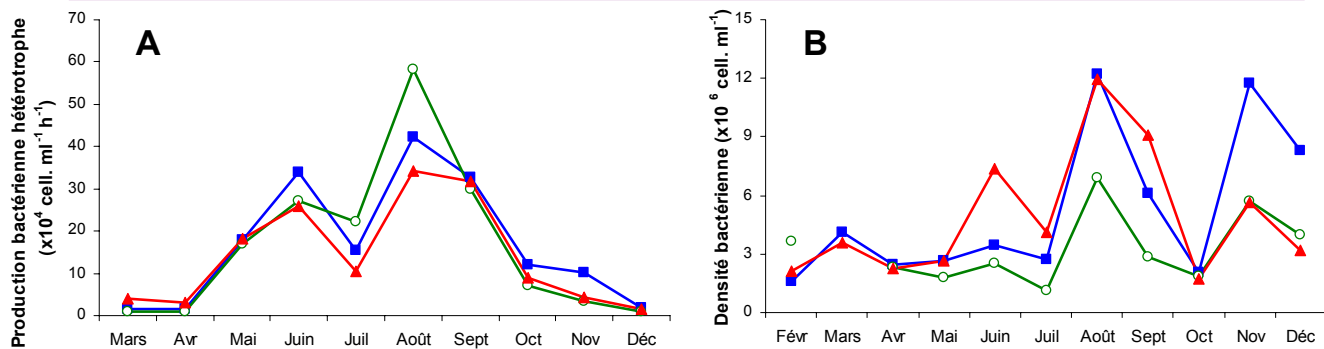 A
Production bactérienne hétérotrophe
(x10⁴ cell. ml⁻¹ h⁻¹)
70
60
50
40
30
20
10
0
Mars Avr Mai Juin Juil Août Sept Oct Nov Déc
B
Densité bactérienne (x10 ⁶ cell. ml⁻¹)
15
12
9
6
3
0
Févr Mars Avr Mai Juin Juil Août Sept Oct Nov Déc